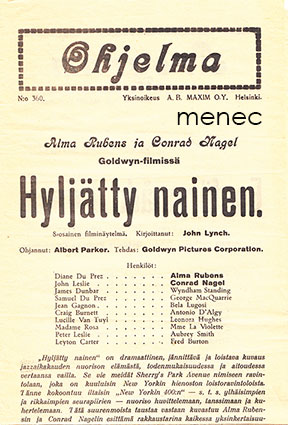 Ohjelma
N:o 360. Yksinoikeus A. B. MAXIM O.Y. Helsinki.
menec
Alma Rubens ja Conrad Nagel
Goldwyn-filmissä
Hyljätty nainen.
8-osainen filminäytelmä. Kirjoittanut: John Lynch.
Ohjannut: Albert Parker. Tehdas: Goldwyn Pictures Corporation.
Henkilöt:
Diane Du Prez . . . . . . Alma Rubens
John Leslie . . . . . . Conrad Nagel
James Dunbar . . . . . . Wyndham Standing
Samuel Du Prez . . . . . . George MacQuarrie
Jean Gagnon . . . . . . Bela Lugosi
Craig Burnett . . . . . . Antonio D'Algy
Lucille Van Tuyl . . . . . . Leonora Hughes
Madame Rosa . . . . . . Mme La Violette
Peter Leslie . . . . . . Aubrey Smith
Leyton Carter . . . . . . Fred Burton
„Hyljätty nainen" on dramaattinen, jännittävä ja loistava kuvaus
jazzaikakauden nuorison elämästä, todenmukaisuudessa ja aitoudessa
vertaansa vailla. Se vie meidät Sherry's Park Avenue nimiseen ravin-
tolaan, joka on kuuluisin New Yorkin hienoston loistoravintoloista.
Tänne kokoontuu iltaisin „New Yorkin 400:n" — s. t. s. ylhäisimpien
ja rikkaimpien seurapiirien — nuoriso huvittelemaan, tanssimaan ja ku-
hertelemaan. Tätä suurenmoista taustaa vastaan kuvastuu Alma Ruben-
sin ja Conrad Nagelin esittämä rakkaustarina kaikessa yksinkertaisuu-